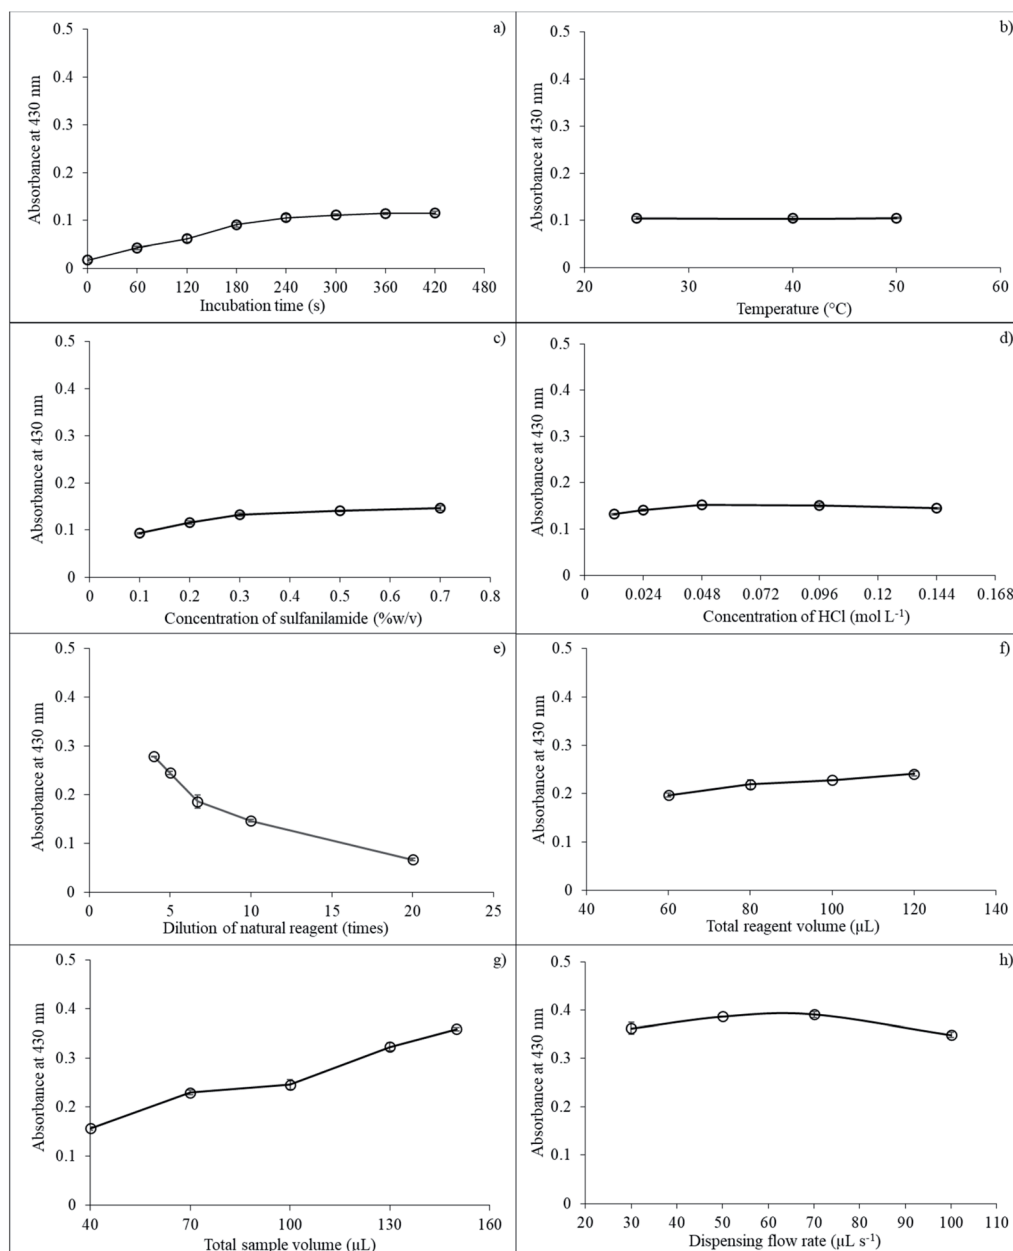 a)
0.5
0.4
0.3
0.2
0.1
0
Absorbance at 430 nm
0 60 120 180 240 300 360 420 480
Incubation time (s)
b)
0.5
0.4
0.3
0.2
0.1
0
Absorbance at 430 nm
20 30 40 50 60
Temperature (°C)
c)
0.5
0.4
0.3
0.2
0.1
0
Absorbance at 430 nm
0 0.1 0.2 0.3 0.4 0.5 0.6 0.7 0.8
Concentration of sulfanilamide (%w/v)
d)
0.5
0.4
0.3
0.2
0.1
0
Absorbance at 430 nm
0 0.024 0.048 0.072 0.096 0.12 0.144 0.168
Concentration of HCl (mol L⁻¹)
e)
0.5
0.4
0.3
0.2
0.1
0
Absorbance at 430 nm
0 5 10 15 20 25
Dilution of natural reagent (times)
f)
0.5
0.4
0.3
0.2
0.1
0
Absorbance at 430 nm
40 60 80 100 120 140
Total reagent volume (µL)
g)
0.5
0.4
0.3
0.2
0.1
0
Absorbance at 430 nm
40 70 100 130 160
Total sample volume (µL)
h)
0.5
0.4
0.3
0.2
0.1
0
Absorbance at 430 nm
20 30 40 50 60 70 80 90 100 110
Dispensing flow rate (µL s⁻¹)